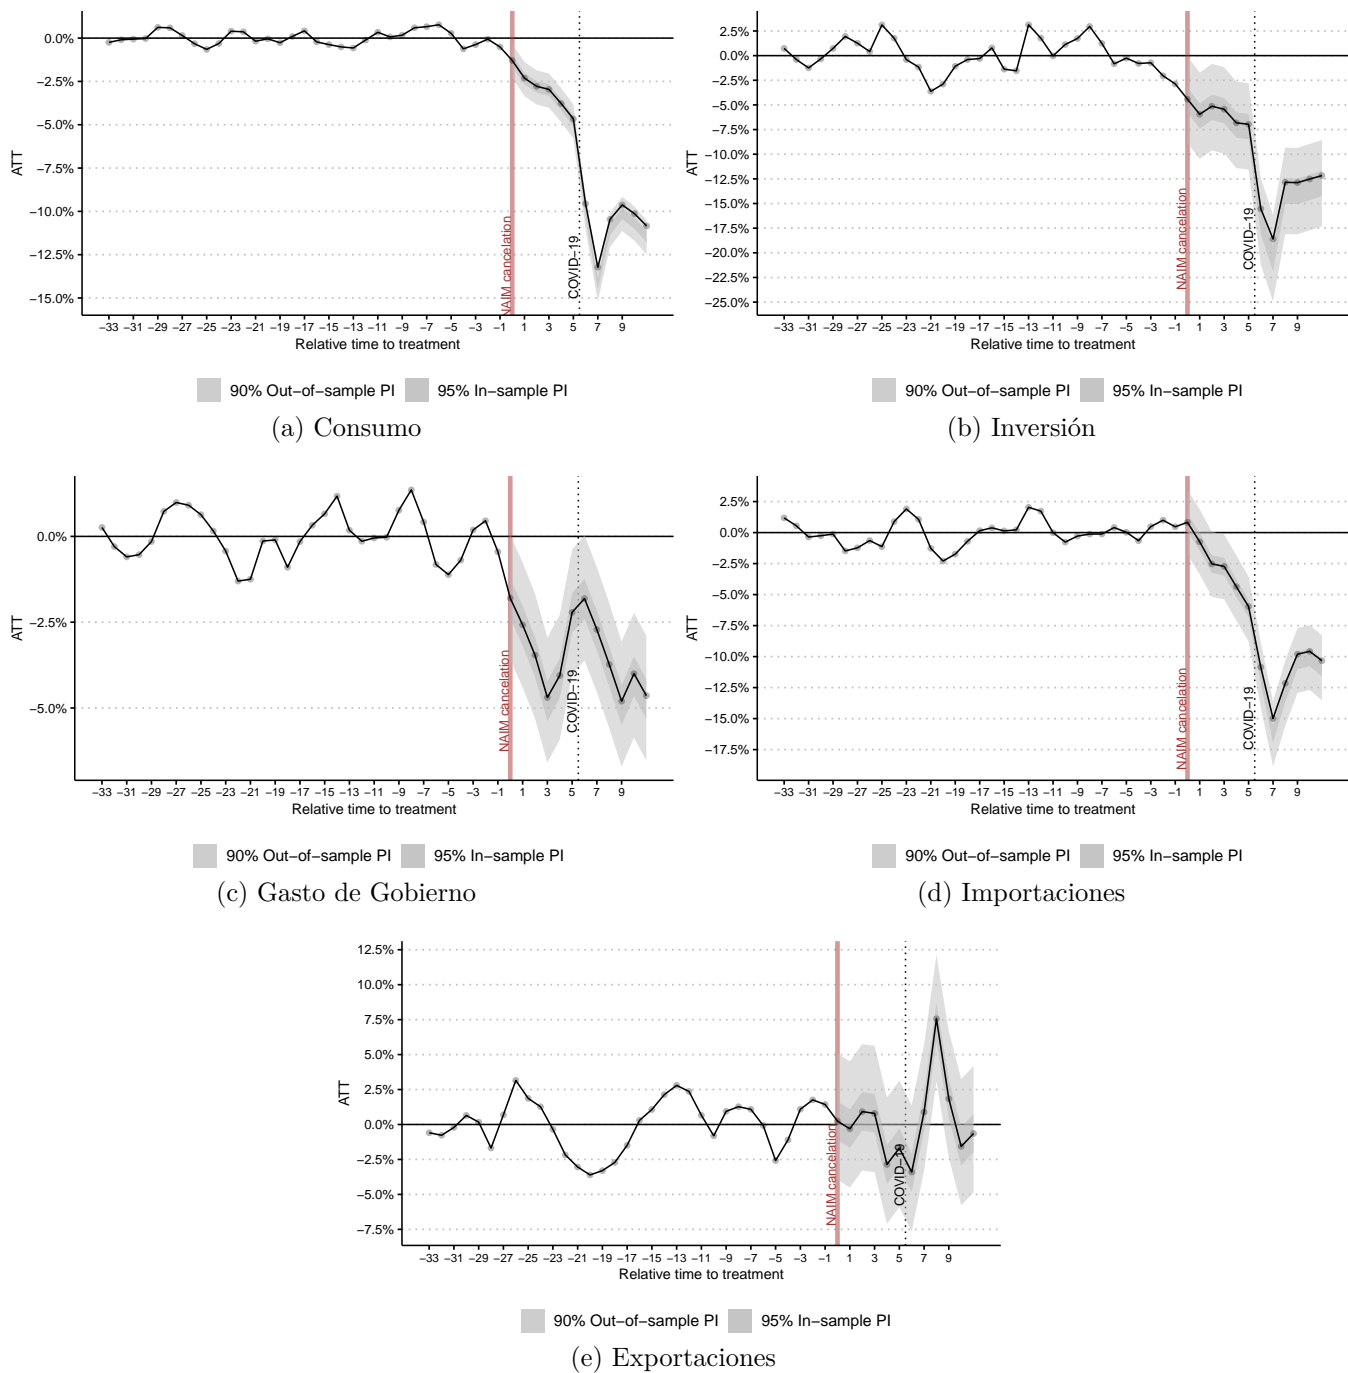 0.0%
−2.5%
−5.0%
−7.5%
−10.0%
−12.5%
−15.0%
ATT
NAIM cancelation
COVID−19
−33 −31 −29 −27 −25 −23 −21 −19 −17 −15 −13 −11 −9 −7 −5 −3 −1 1 3 5 7 9
Relative time to treatment
90% Out−of−sample PI 95% In−sample PI
(a) Consumo
2.5%
0.0%
−2.5%
−5.0%
−7.5%
−10.0%
−12.5%
−15.0%
−17.5%
−20.0%
−22.5%
−25.0%
ATT
NAIM cancelation
COVID−19
−33 −31 −29 −27 −25 −23 −21 −19 −17 −15 −13 −11 −9 −7 −5 −3 −1 1 3 5 7 9
Relative time to treatment
90% Out−of−sample PI 95% In−sample PI
(b) Inversión
0.0%
−2.5%
−5.0%
ATT
NAIM cancelation
COVID−19
−33 −31 −29 −27 −25 −23 −21 −19 −17 −15 −13 −11 −9 −7 −5 −3 −1 1 3 5 7 9
Relative time to treatment
90% Out−of−sample PI 95% In−sample PI
(c) Gasto de Gobierno
2.5%
0.0%
−2.5%
−5.0%
−7.5%
−10.0%
−12.5%
−15.0%
−17.5%
ATT
NAIM cancelation
COVID−19
−33 −31 −29 −27 −25 −23 −21 −19 −17 −15 −13 −11 −9 −7 −5 −3 −1 1 3 5 7 9
Relative time to treatment
90% Out−of−sample PI 95% In−sample PI
(d) Importaciones
12.5%
10.0%
7.5%
5.0%
2.5%
0.0%
−2.5%
−5.0%
−7.5%
ATT
NAIM cancelation
COVID−19
−33 −31 −29 −27 −25 −23 −21 −19 −17 −15 −13 −11 −9 −7 −5 −3 −1 1 3 5 7 9
Relative time to treatment
90% Out−of−sample PI 95% In−sample PI
(e) Exportaciones